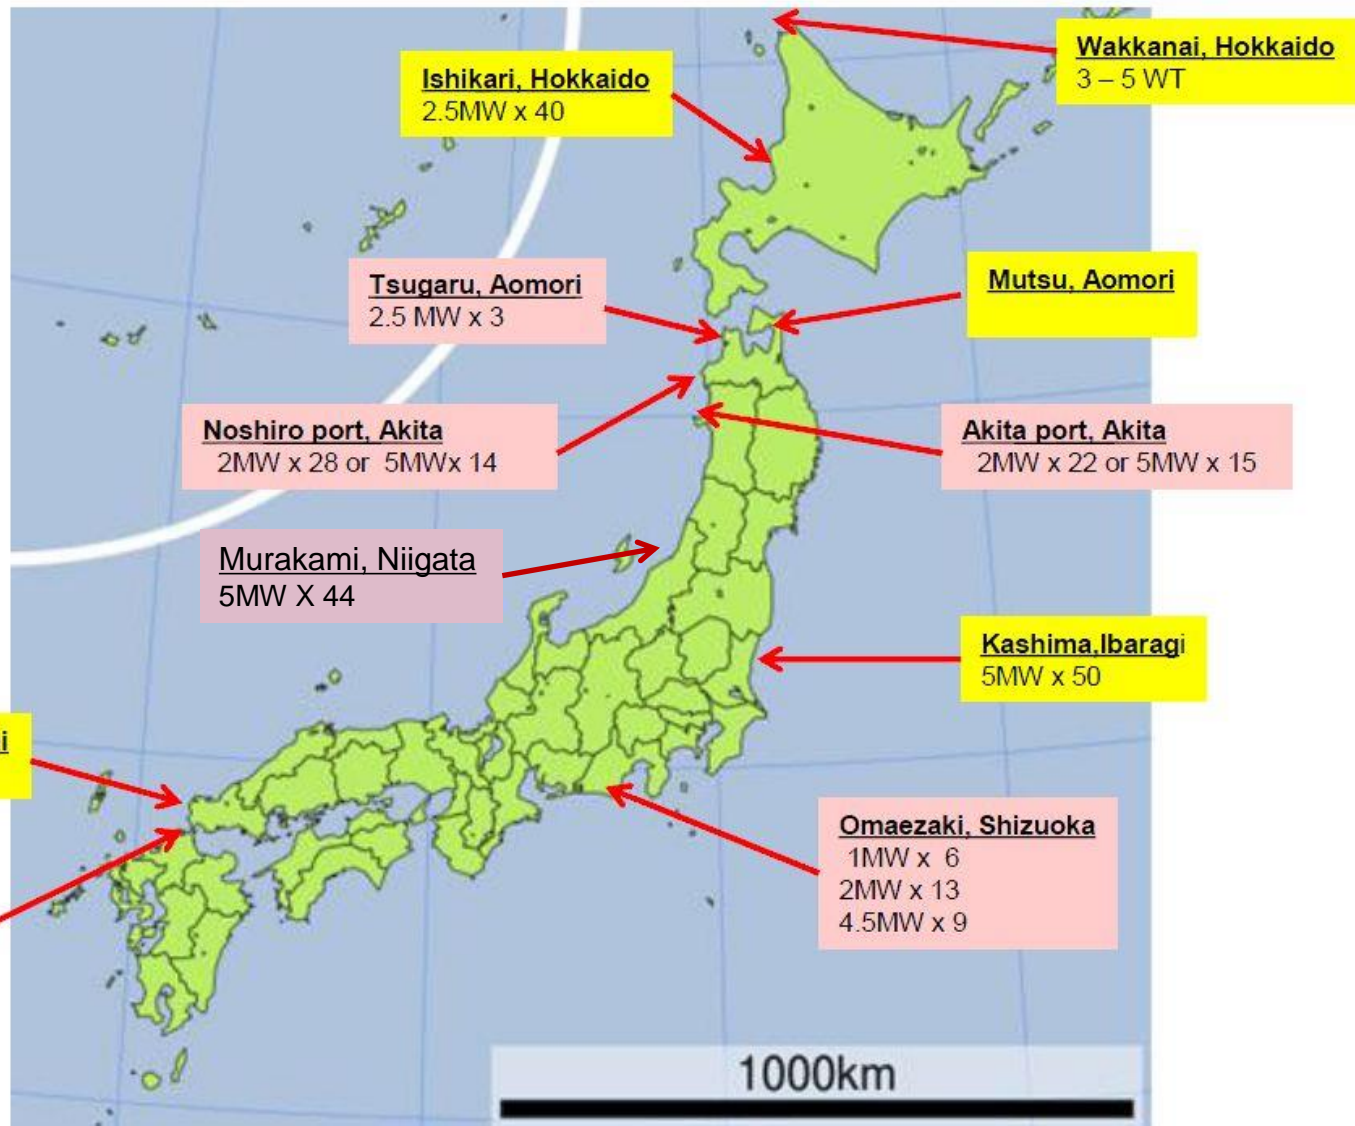 Wakkanai, Hokkaido
3 – 5 WT
Ishikari, Hokkaido
2.5MW x 40
Tsugaru, Aomori
2.5 MW x 3
Mutsu, Aomori
Noshiro port, Akita
2MW x 28 or 5MWx 14
Akita port, Akita
2MW x 22 or 5MW x 15
Murakami, Niigata
5MW X 44
Kashima,Ibaragi
5MW x 50
Omaezaki, Shizuoka
1MW x 6
2MW x 13
4.5MW x 9
1000km